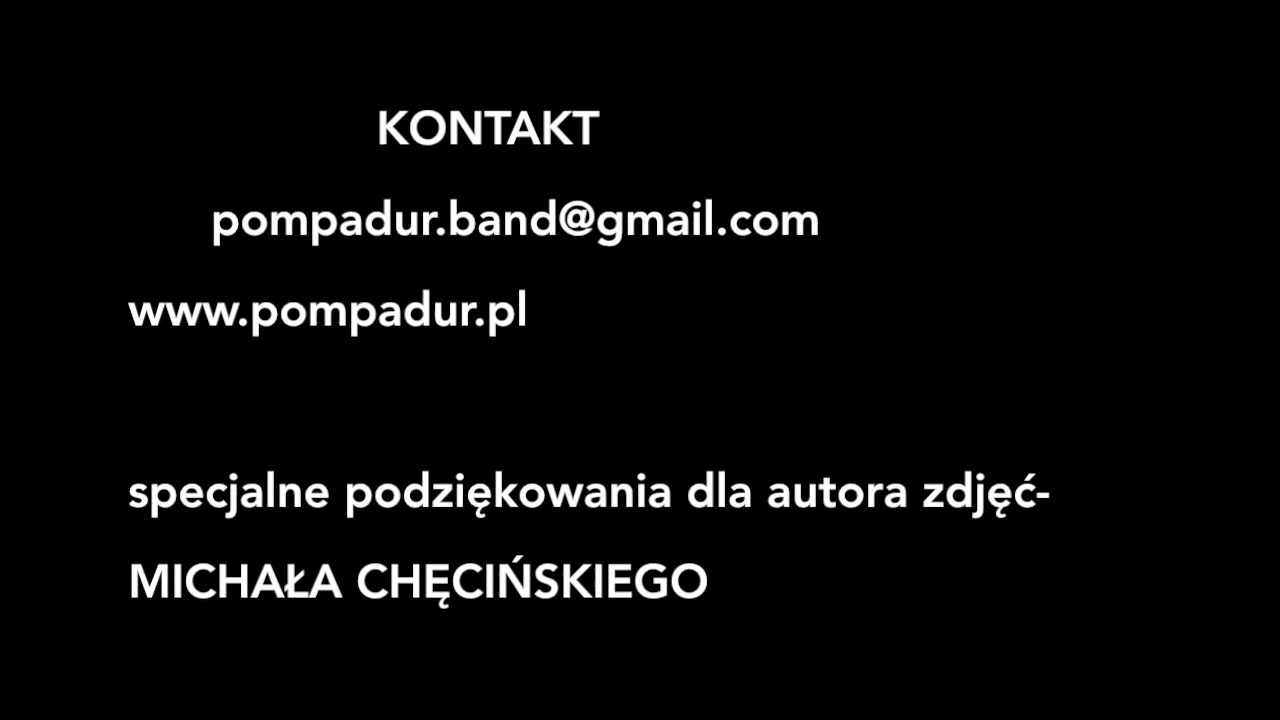 KONTAKT
pompadur.band@gmail.com
www.pompadur.pl
specjalne podziękowania dla autora zdjęć-
MICHAŁA CHĘCIŃSKIEGO